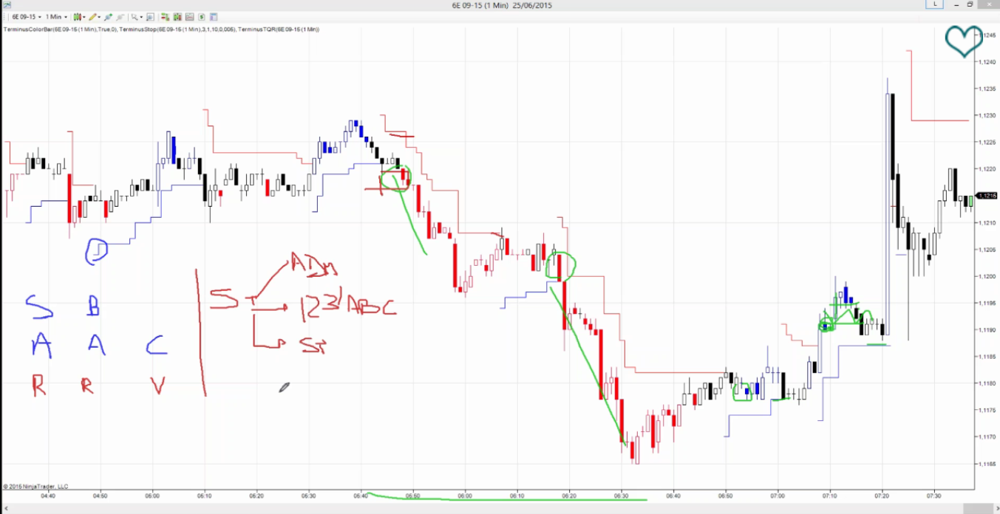 6E 09-15 (1 Min) 25/06/2015
L
6E 09-15 1 Min
TerminusColorBar(6E 09-15 (1 Min),True,0), TerminusStop(6E 09-15 (1 Min),3,1,10,0,005), TerminusTQR(6E 09-15 (1 Min))
1,1245
1,1240
1,1235
1,1230
1,1225
1,1220
1,1215
1,1210
1,1205
1,1200
1,1195
1,1190
1,1185
1,1180
1,1175
1,1170
1,1165
S B
A A C
R R V
ST
ADM
123/ABC
ST
© 2015 NinjaTrader, LLC
04:40 04:50 06:00 06:10 05:20 05:30 05:40 05:50 06:00 06:10 06:20 06:30 06:40 06:50 07:00 07:10 07:20 07:30